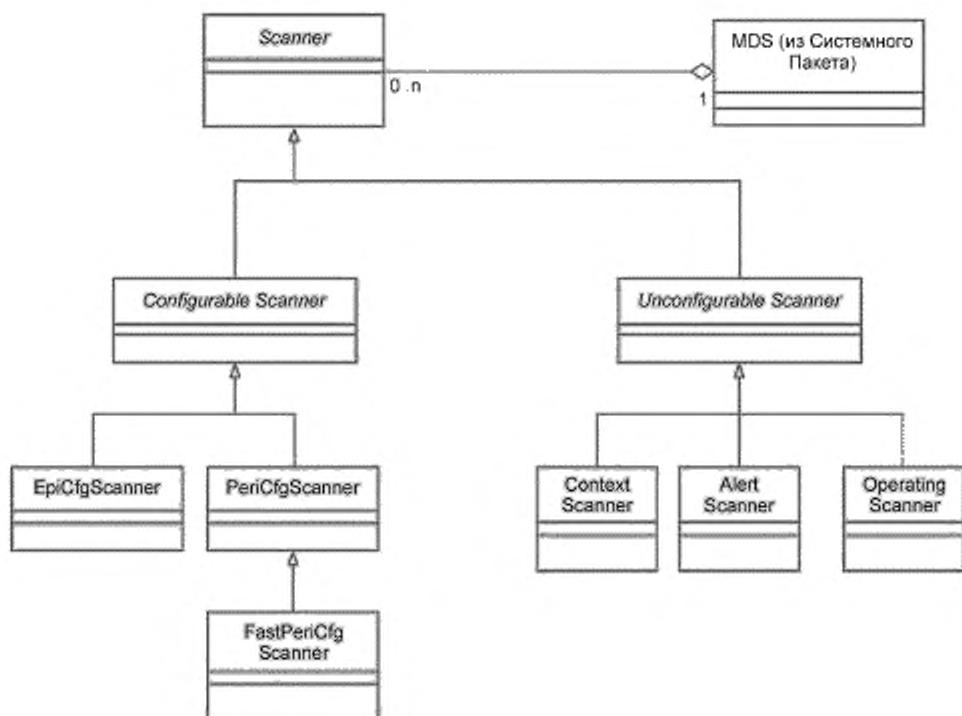 Scanner
MDS (из Системного
Пакета)
0 .n
1
Configurable Scanner
Unconfigurable Scanner
EpiCfgScanner
PeriCfgScanner
Context
Scanner
Alert
Scanner
Operating
Scanner
FastPeriCfg
Scanner